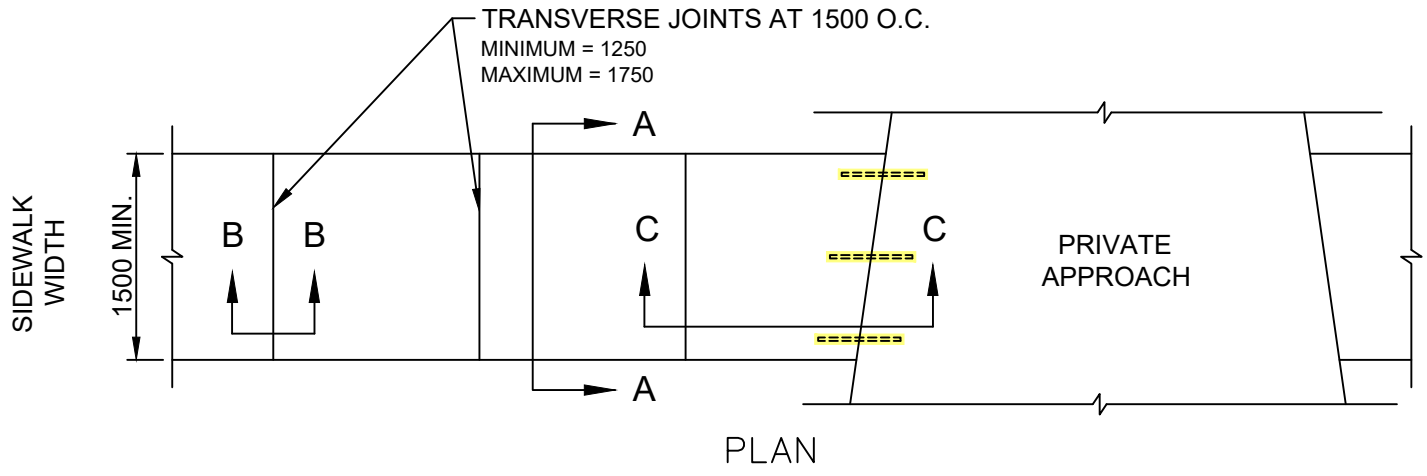 TRANSVERSE JOINTS AT 1500 O.C.
MINIMUM = 1250
MAXIMUM = 1750
A
SIDEWALK
WIDTH
1500 MIN.
B
B
C
C
PRIVATE
APPROACH
A
PLAN